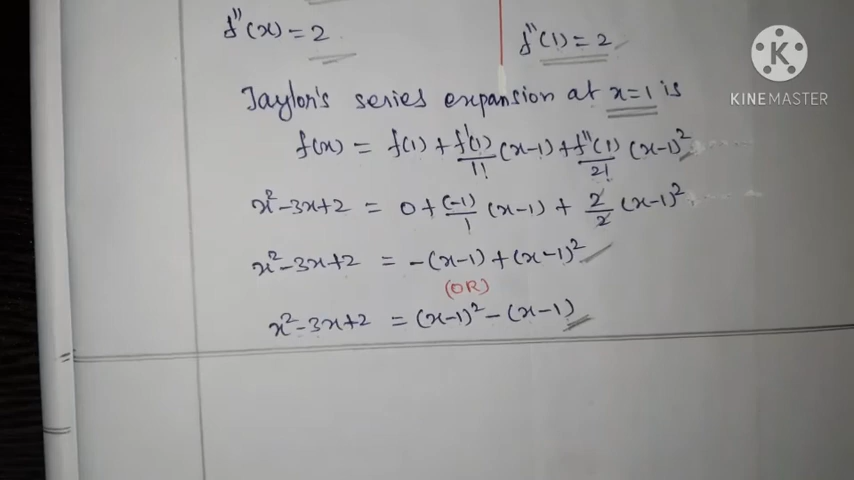 f''(x) = 2
f''(1) = 2
KINEMASTER
Taylor's series expansion at x=1 is
f(x) = f(1) + f'(1)/1! (x-1) + f''(1)/2! (x-1)²
x²-3x+2 = 0 + (-1)/1 (x-1) + 2/2 (x-1)²
x²-3x+2 = -(x-1) + (x-1)²
(OR)
x²-3x+2 = (x-1)² - (x-1)